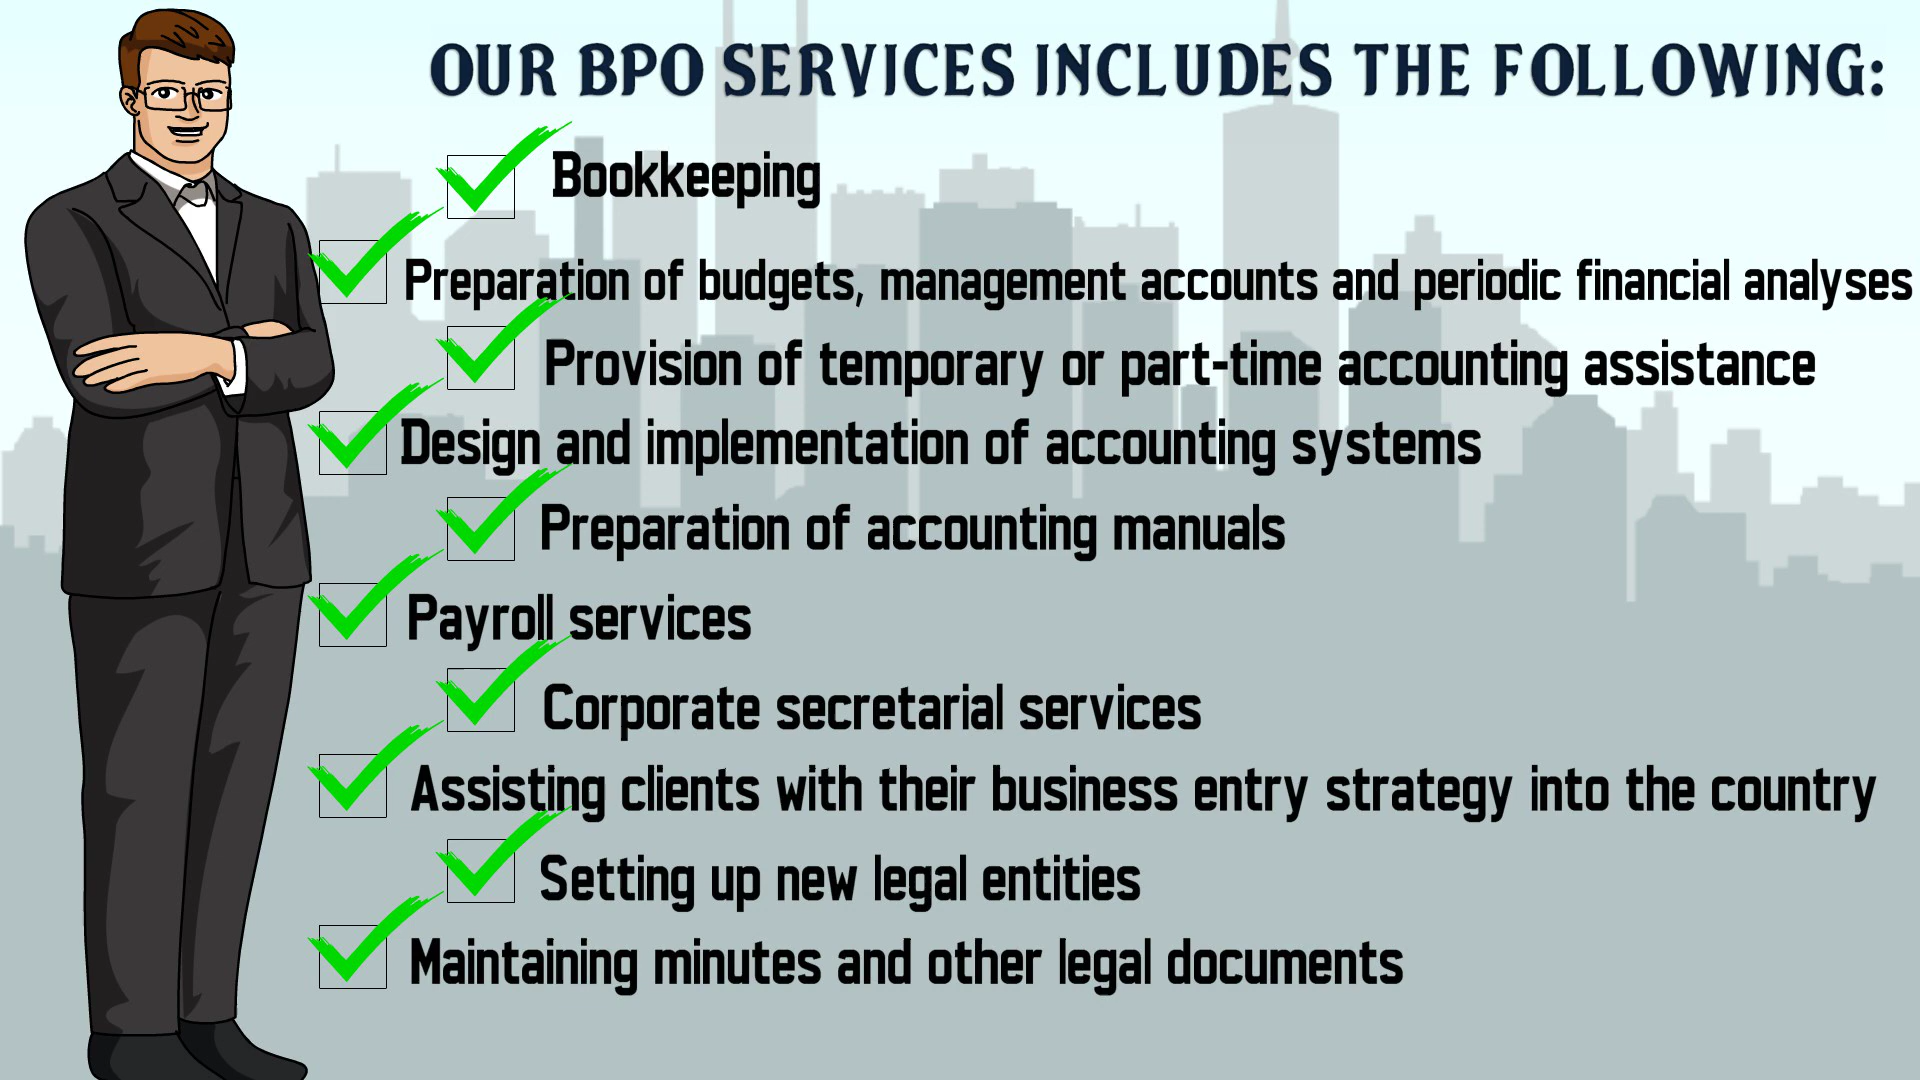 OUR BPO SERVICES INCLUDES THE FOLLOWING:
Bookkeeping
Preparation of budgets, management accounts and periodic financial analyses
Provision of temporary or part-time accounting assistance
Design and implementation of accounting systems
Preparation of accounting manuals
Payroll services
Corporate secretarial services
Assisting clients with their business entry strategy into the country
Setting up new legal entities
Maintaining minutes and other legal documents